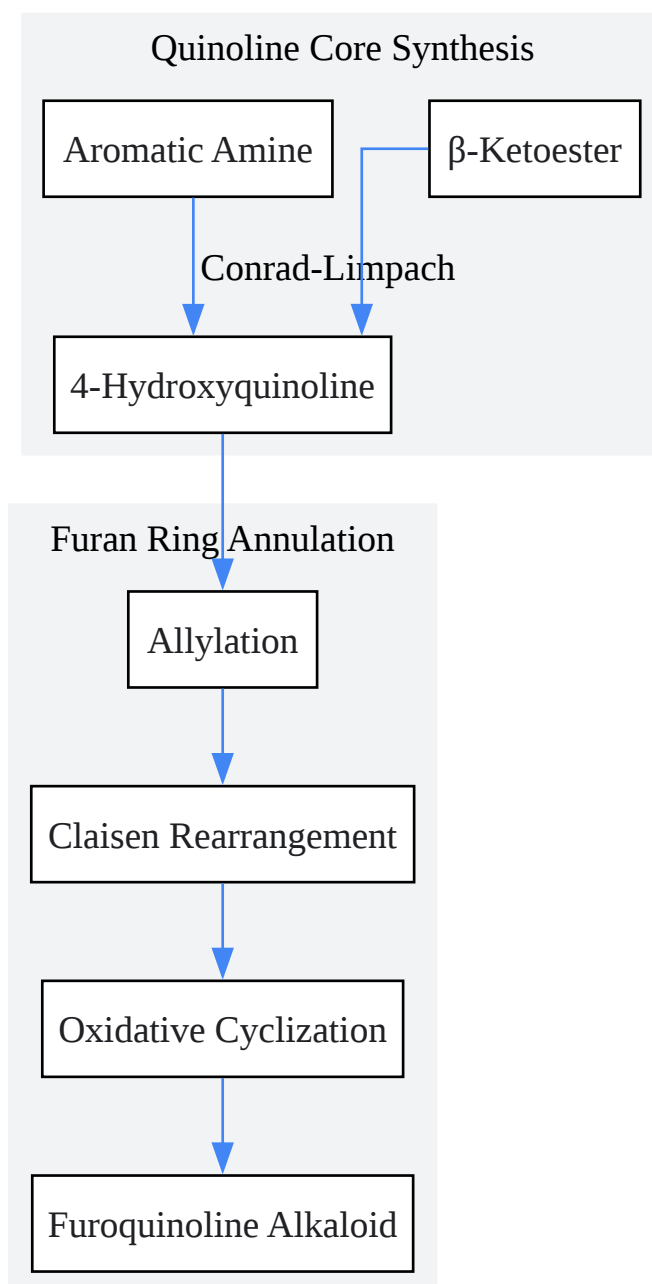 Quinoline Core Synthesis
Aromatic Amine
β-Ketoester
Conrad-Limpach
4-Hydroxyquinoline
Furan Ring Annulation
Allylation
Claisen Rearrangement
Oxidative Cyclization
Furoquinoline Alkaloid